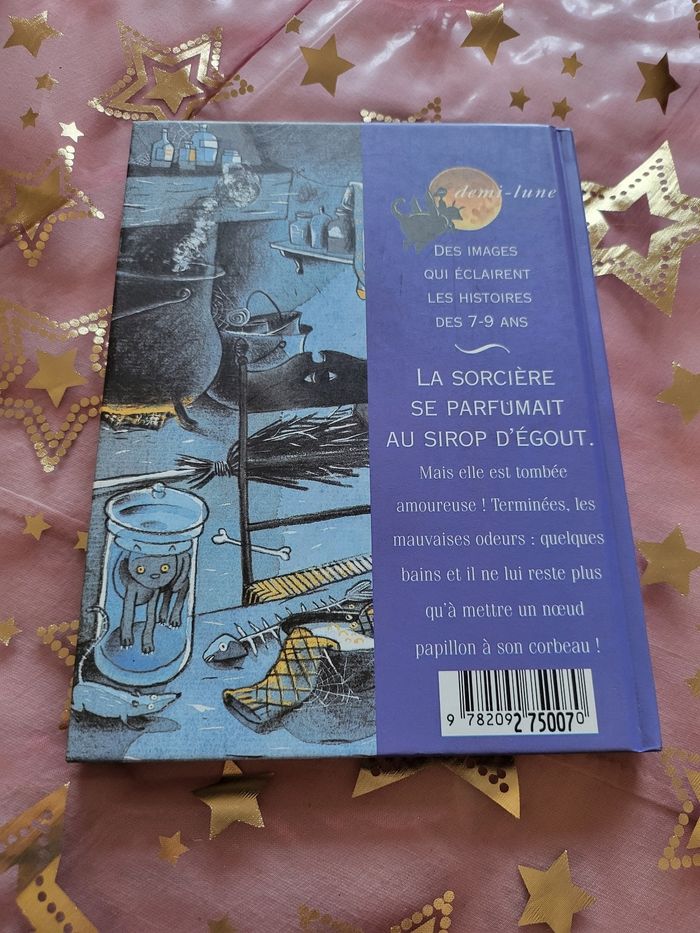 demi-lune
DES IMAGES
QUI ÉCLAIRENT
LES HISTOIRES
DES 7-9 ANS
LA SORCIÈRE
SE PARFUMAIT
AU SIROP D'ÉGOUT.
Mais elle est tombée
amoureuse ! Terminées, les
mauvaises odeurs : quelques
bains et il ne lui reste plus
qu'à mettre un nœud
papillon à son corbeau !
9 782092 750070